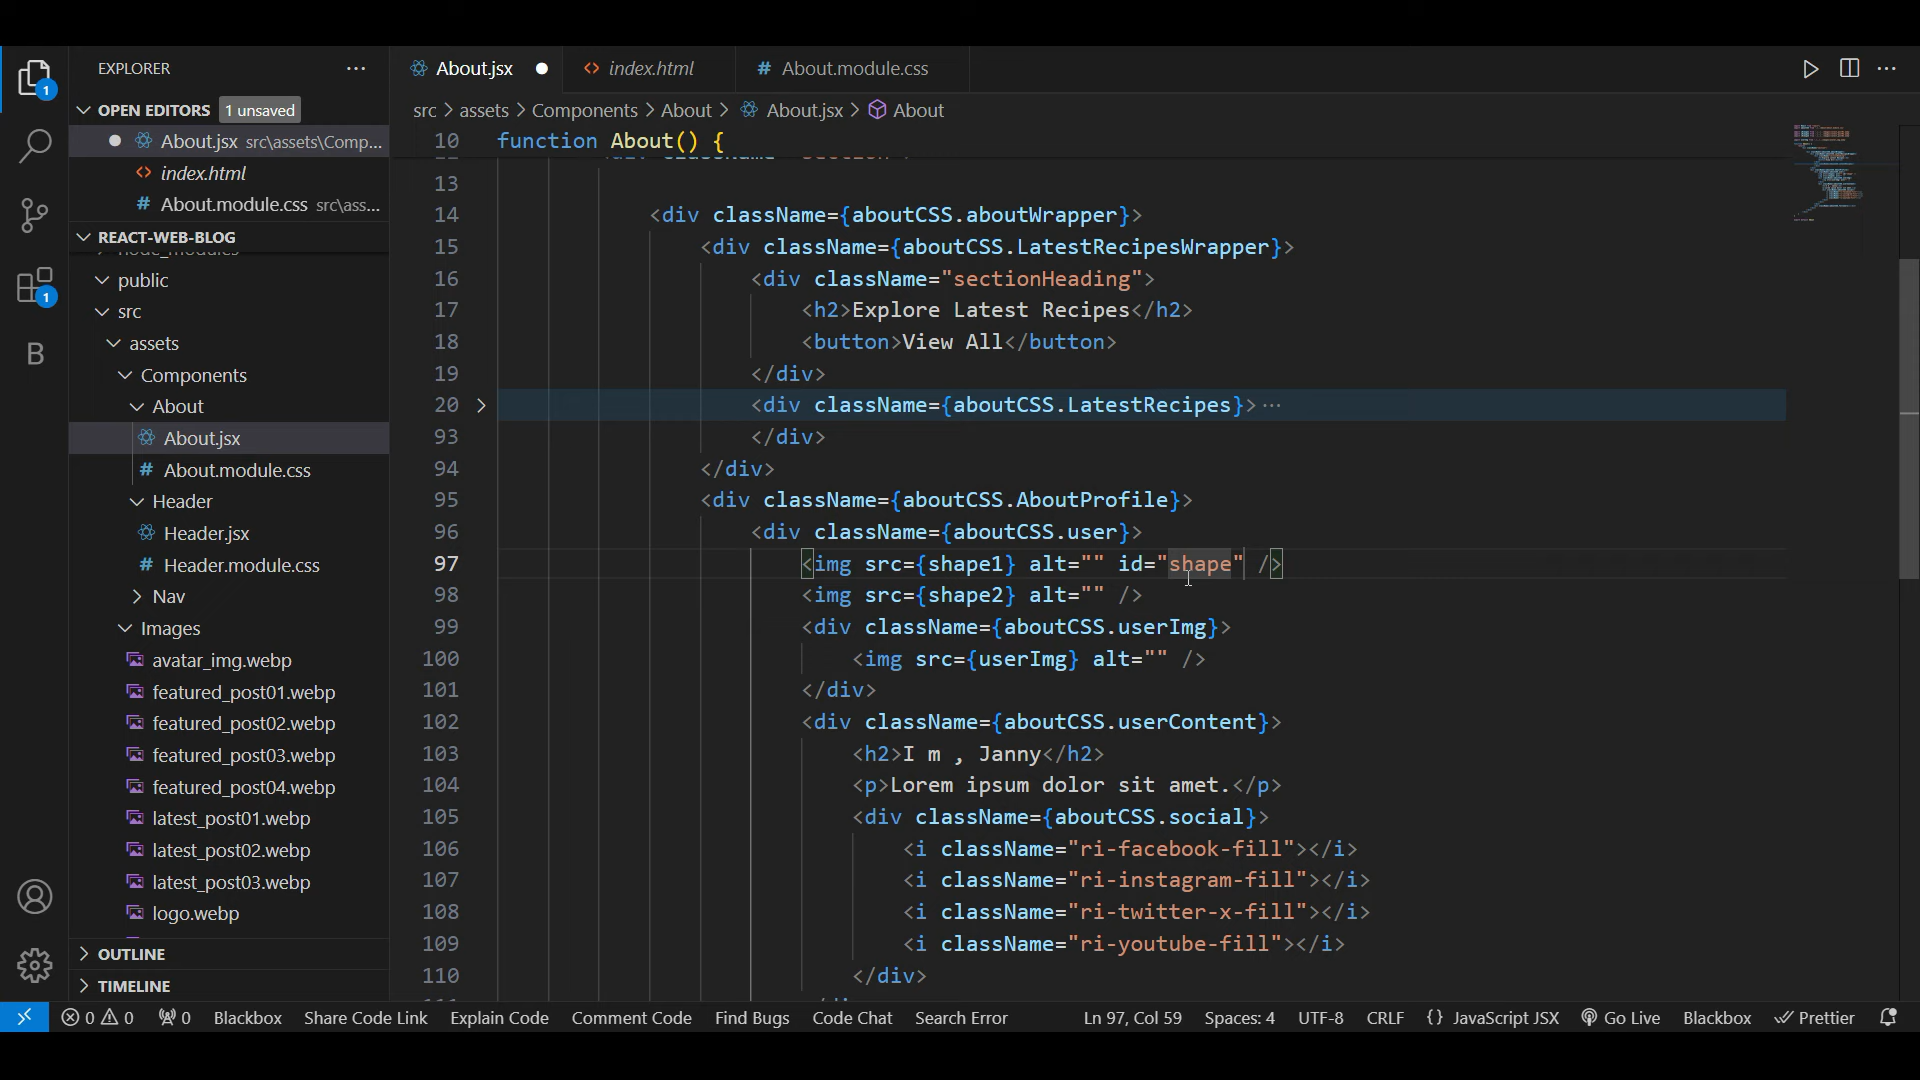 EXPLORER
About.jsx
index.html
# About.module.css
OPEN EDITORS
1 unsaved
About.jsx src\assets\Comp...
index.html
# About.module.css src\ass...
REACT-WEB-BLOG
node_modules
public
src
assets
Components
About
About.jsx
# About.module.css
Header
Header.jsx
# Header.module.css
Nav
Images
avatar_img.webp
featured_post01.webp
featured_post02.webp
featured_post03.webp
featured_post04.webp
latest_post01.webp
latest_post02.webp
latest_post03.webp
logo.webp
OUTLINE
TIMELINE
src > assets > Components > About > About.jsx > About
10 function About() {
13
14 <div className={aboutCSS.aboutWrapper}>
15 <div className={aboutCSS.LatestRecipesWrapper}>
16 <div className="sectionHeading">
17 <h2>Explore Latest Recipes</h2>
18 <button>View All</button>
19 </div>
20 <div className={aboutCSS.LatestRecipes}>···
93 </div>
94 </div>
95 <div className={aboutCSS.AboutProfile}>
96 <div className={aboutCSS.user}>
97 <img src={shape1} alt="" id="shape" />
98 <img src={shape2} alt="" />
99 <div className={aboutCSS.userImg}>
100 <img src={userImg} alt="" />
101 </div>
102 <div className={aboutCSS.userContent}>
103 <h2>I m , Janny</h2>
104 <p>Lorem ipsum dolor sit amet.</p>
105 <div className={aboutCSS.social}>
106 <i className="ri-facebook-fill"></i>
107 <i className="ri-instagram-fill"></i>
108 <i className="ri-twitter-x-fill"></i>
109 <i className="ri-youtube-fill"></i>
110 </div>
1
1
B
0 0 0 Blackbox Share Code Link Explain Code Comment Code Find Bugs Code Chat Search Error Ln 97, Col 59 Spaces: 4 UTF-8 CRLF {} JavaScript JSX Go Live Blackbox Prettier